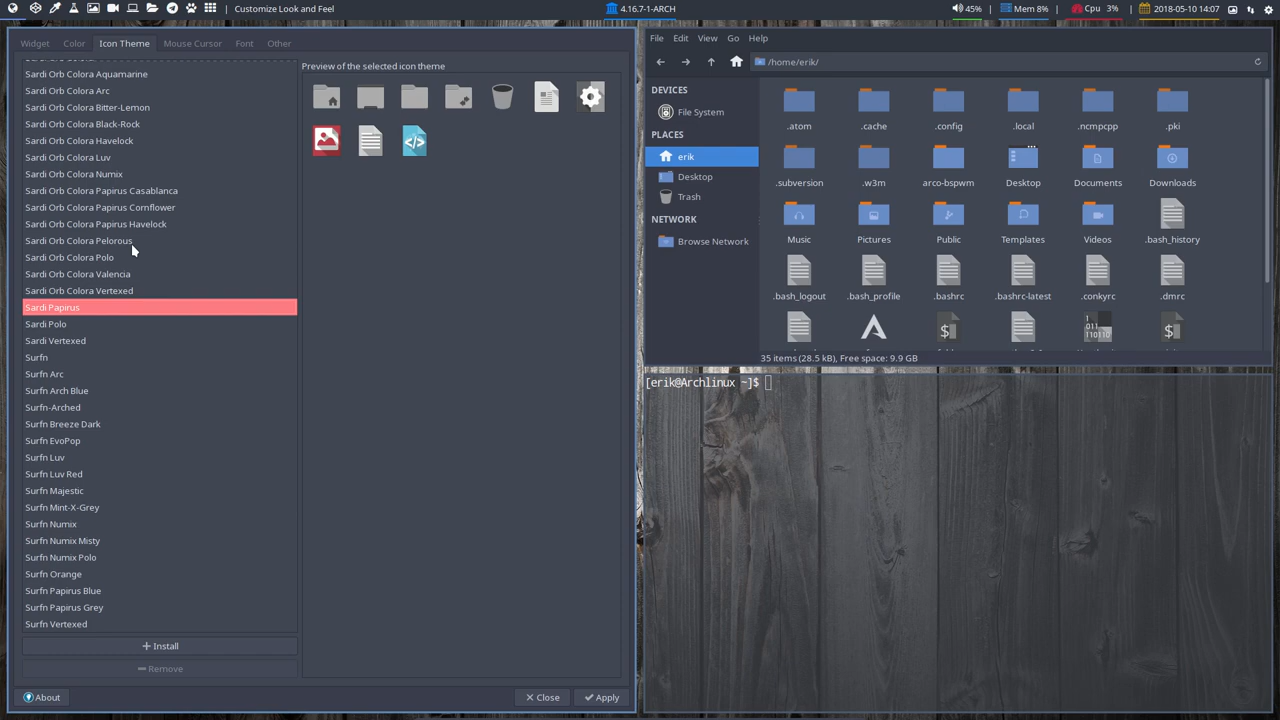 Customize Look and Feel
4.16.7-1-ARCH
45%
Mem 8%
Cpu 3%
2018-05-10 14:07
Widget
Color
Icon Theme
Mouse Cursor
Font
Other
Sardi Orb Colora Aquamarine
Sardi Orb Colora Arc
Sardi Orb Colora Bitter-Lemon
Sardi Orb Colora Black-Rock
Sardi Orb Colora Havelock
Sardi Orb Colora Luv
Sardi Orb Colora Numix
Sardi Orb Colora Papirus Casablanca
Sardi Orb Colora Papirus Cornflower
Sardi Orb Colora Papirus Havelock
Sardi Orb Colora Pelorous
Sardi Orb Colora Polo
Sardi Orb Colora Valencia
Sardi Orb Colora Vertexed
Sardi Papirus
Sardi Polo
Sardi Vertexed
Surfn
Surfn Arc
Surfn Arch Blue
Surfn-Arched
Surfn Breeze Dark
Surfn EvoPop
Surfn Luv
Surfn Luv Red
Surfn Majestic
Surfn Mint-X-Grey
Surfn Numix
Surfn Numix Misty
Surfn Numix Polo
Surfn Orange
Surfn Papirus Blue
Surfn Papirus Grey
Surfn Vertexed
Install
Remove
Preview of the selected icon theme
About
Close
Apply
File Edit View Go Help
/home/erik/
DEVICES
File System
PLACES
erik
Desktop
Trash
NETWORK
Browse Network
.atom
.cache
.config
.local
.ncmpcpp
.pki
.subversion
.w3m
arco-bspwm
Desktop
Documents
Downloads
Music
Pictures
Public
Templates
Videos
.bash_history
.bash_logout
.bash_profile
.bashrc
.bashrc-latest
.conkyrc
.dmrc
35 items (28.5 kB), Free space: 9.9 GB
[erik@Archlinux ~]$